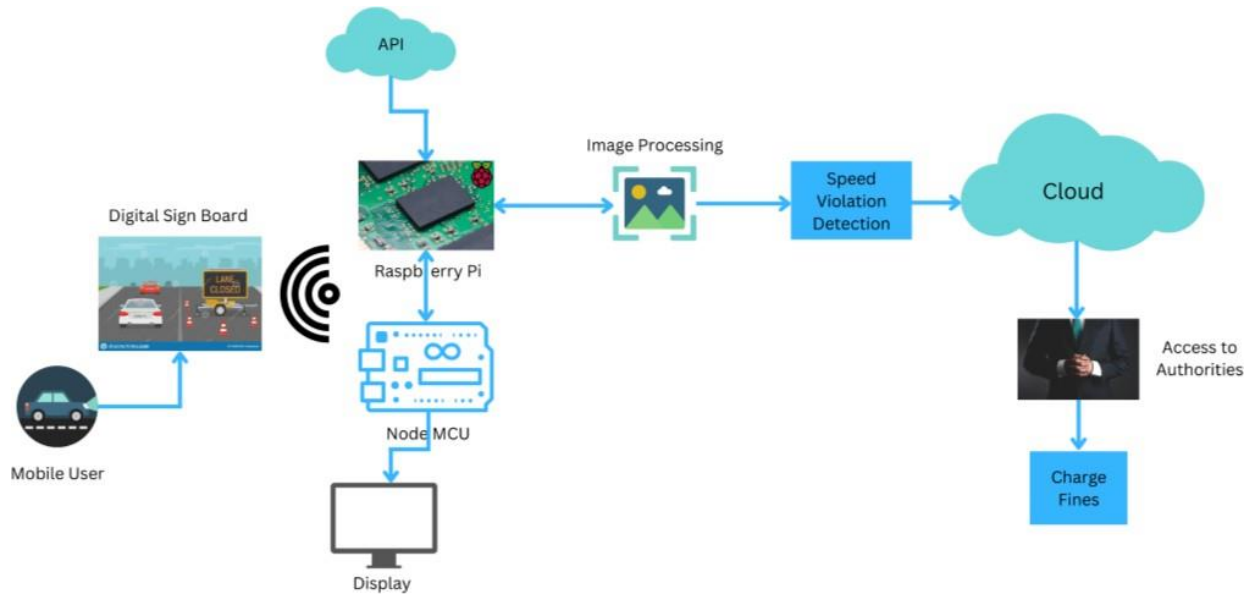 API
Image Processing
Speed
Violation
Detection
Cloud
Digital Sign Board
LANE
CLOSED
Raspberry Pi
Access to
Authorities
Node MCU
Mobile User
Charge
Fines
Display